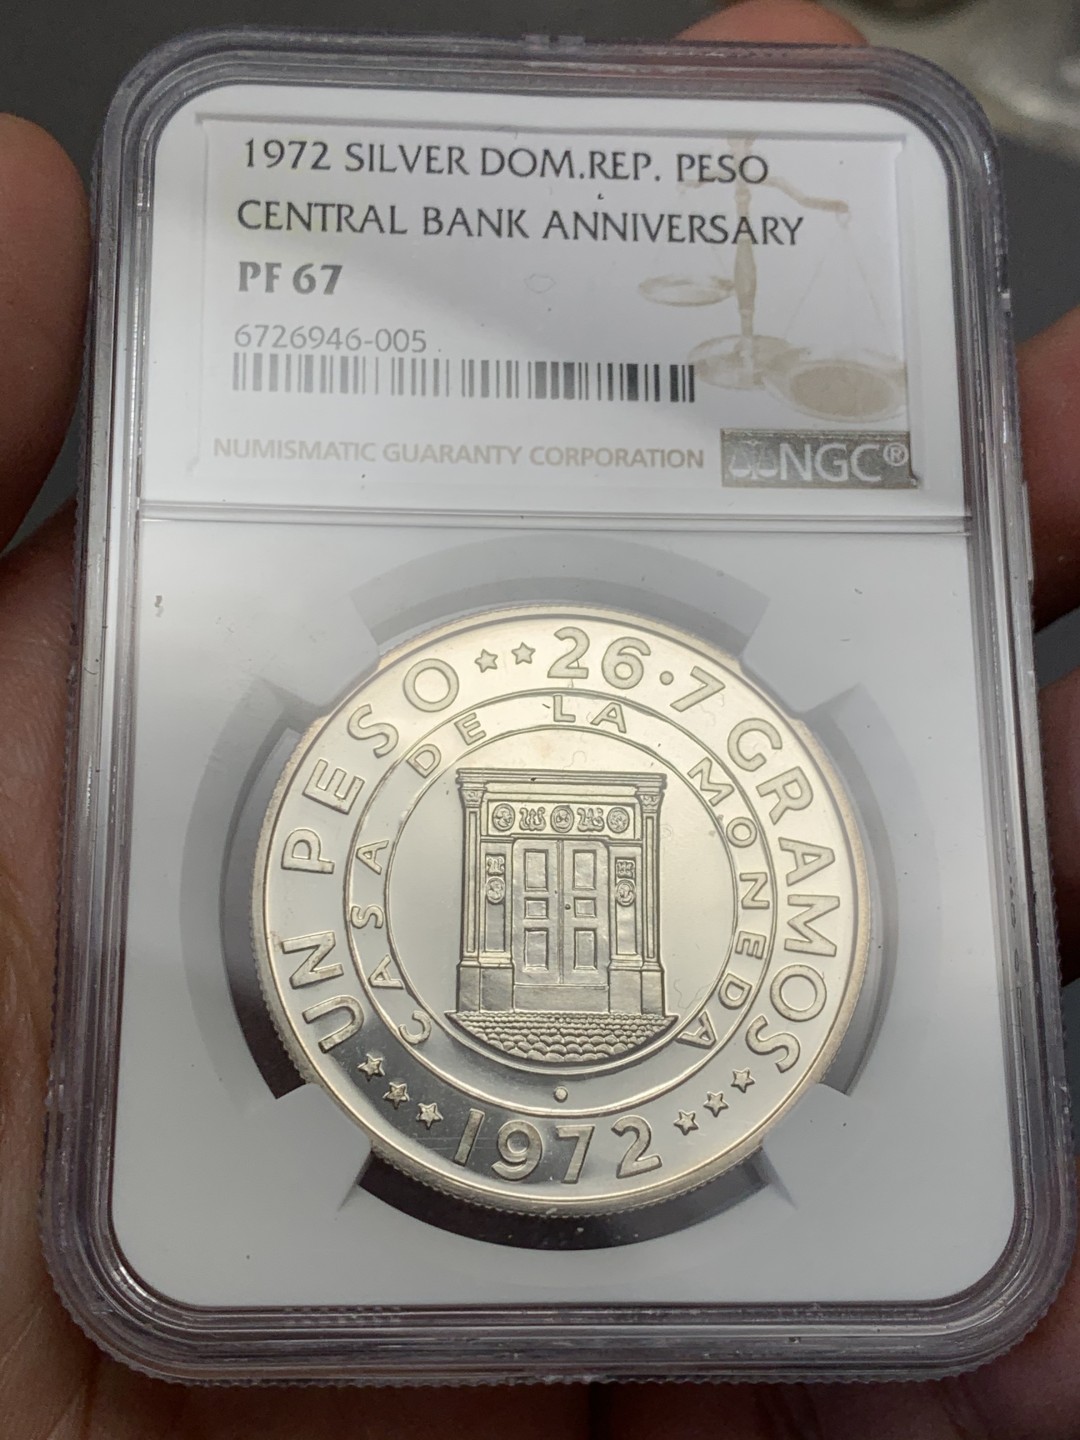 1972 SILVER DOM.REP. PESO
CENTRAL BANK ANNIVERSARY
PF 67
6726946-005
NUMISMATIC GUARANTY CORPORATION
NGC®
UN PESO 26·7 GRAMOS
CASA DE LA MONEDA
1972